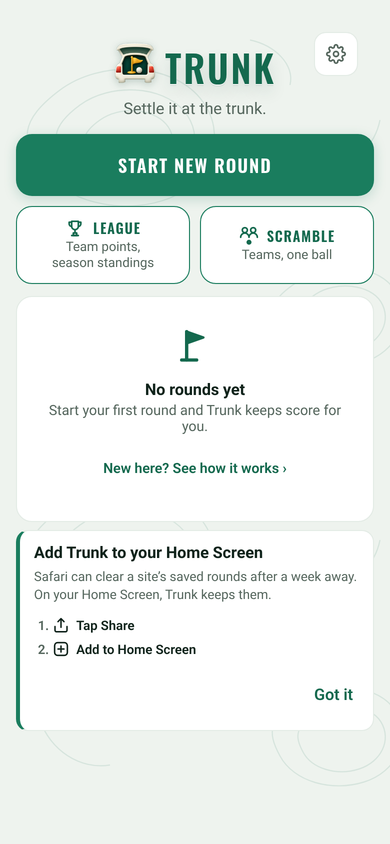 TRUNK
Settle it at the trunk.
START NEW ROUND
LEAGUE
Team points,
season standings
SCRAMBLE
Teams, one ball
No rounds yet
Start your first round and Trunk keeps score for
you.
New here? See how it works ›
Add Trunk to your Home Screen
Safari can clear a site's saved rounds after a week away.
On your Home Screen, Trunk keeps them.
1. Tap Share
2. Add to Home Screen
Got it